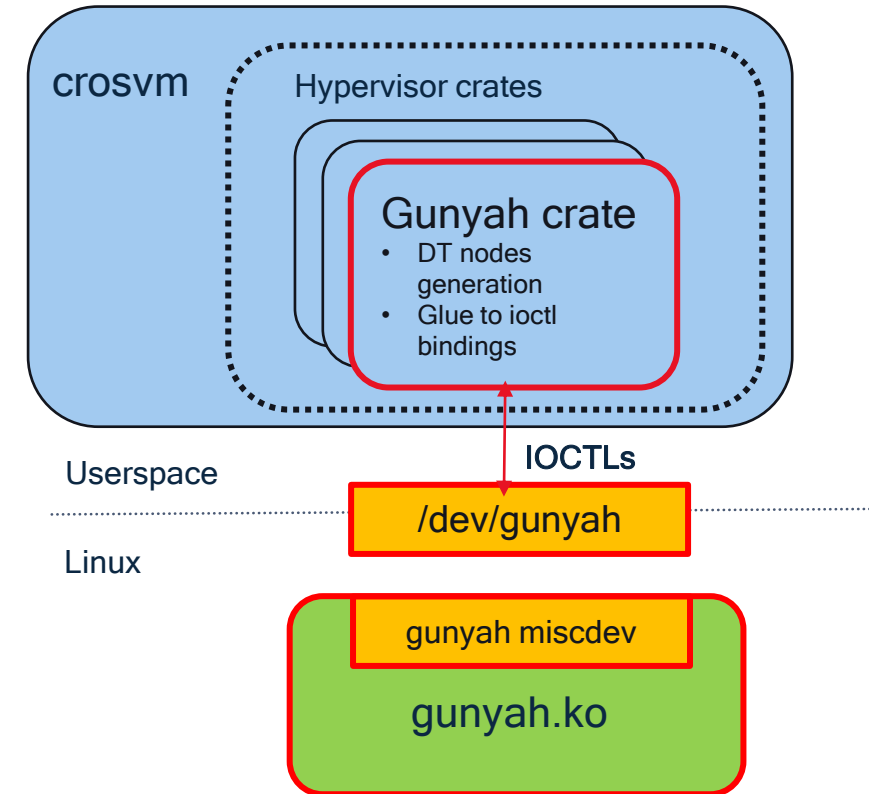 crosvm
Hypervisor crates
Gunyah crate
• DT nodes
generation
• Glue to ioctl
bindings
IOCTLs
Userspace
/dev/gunyah
Linux
gunyah miscdev
gunyah.ko